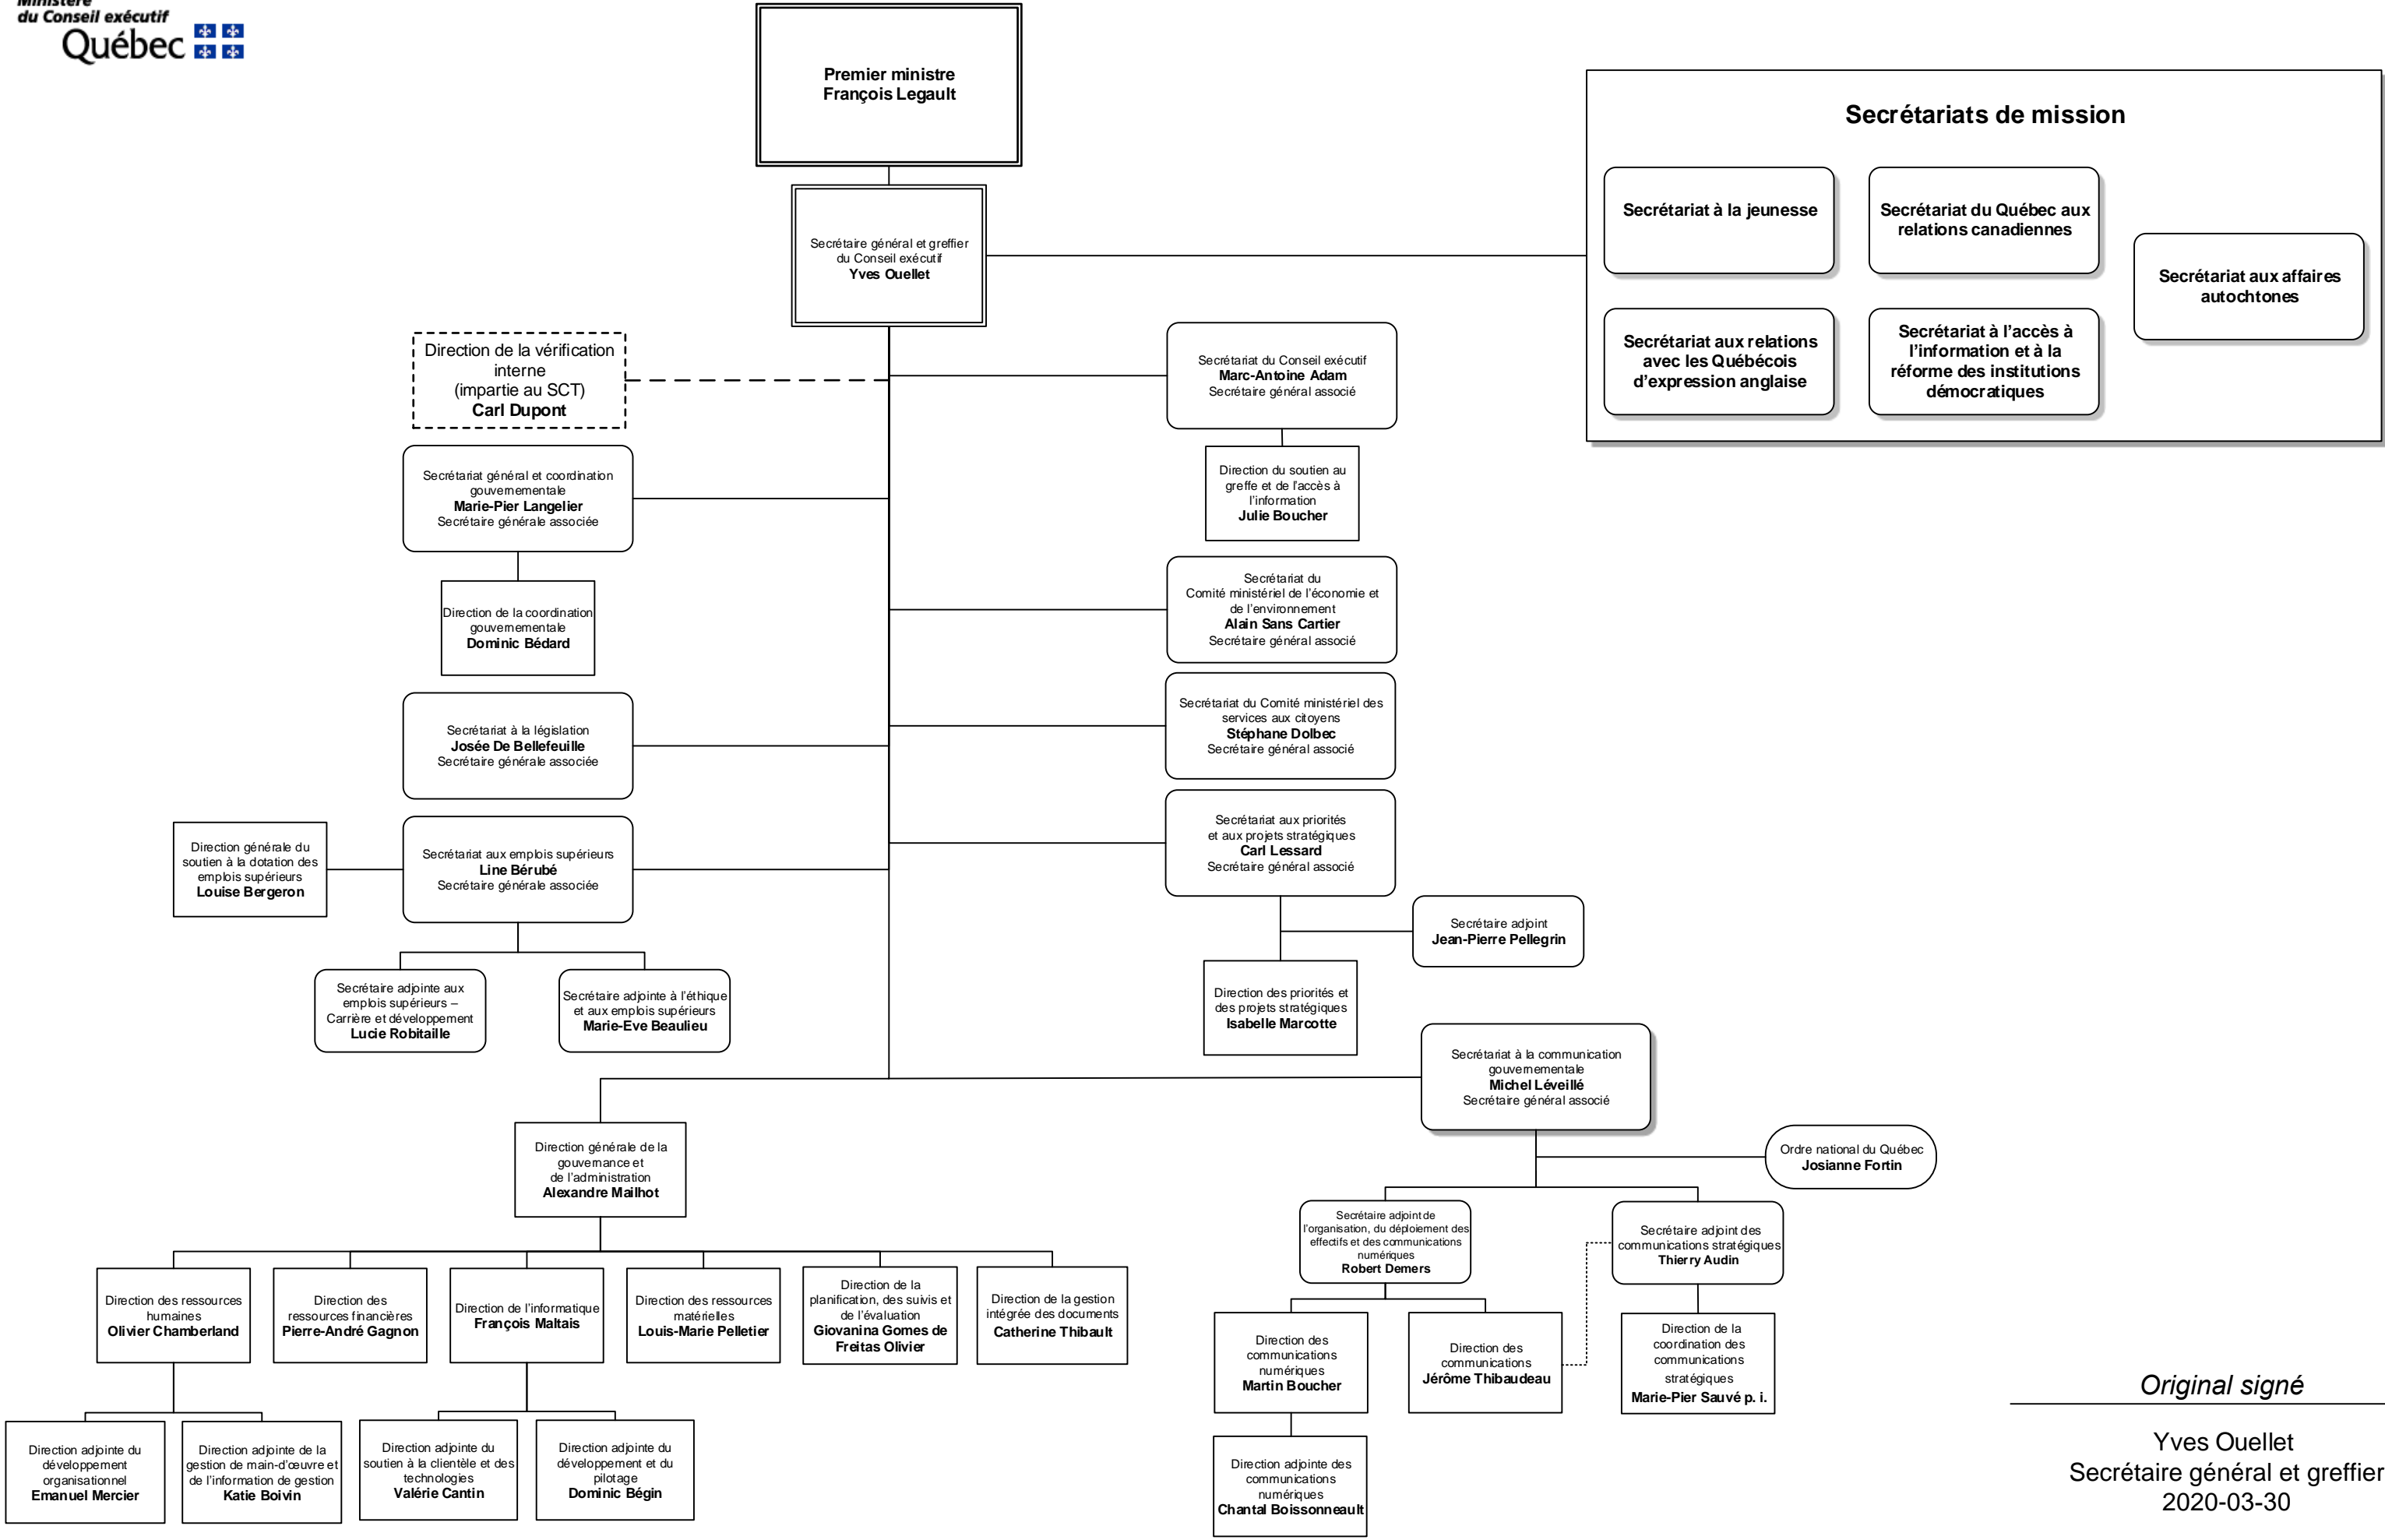 Ministère
du Conseil exécutif
Québec
Premier ministre
François Legault
Secrétaire général et greffier
du Conseil exécutif
Yves Ouellet
Secrétariats de mission
Secrétariat à la jeunesse
Secrétariat du Québec aux
relations canadiennes
Secrétariat aux affaires
autochtones
Secrétariat aux relations
avec les Québécois
d’expression anglaise
Secrétariat à l’accès à
l’information et à la
réforme des institutions
démocratiques
Direction de la vérification
interne
(impartie au SCT)
Carl Dupont
Secrétariat du Conseil exécutif
Marc-Antoine Adam
Secrétaire général associé
Secrétariat général et coordination
gouvernementale
Marie-Pier Langelier
Secrétaire générale associée
Direction du soutien au
greffe et de l’accès à
l’information
Julie Boucher
Direction de la coordination
gouvernementale
Dominic Bédard
Secrétariat du
Comité ministériel de l’économie et
de l’environnement
Alain Sans Cartier
Secrétaire général associé
Secrétariat à la législation
Josée De Bellefeuille
Secrétaire générale associée
Secrétariat du Comité ministériel des
services aux citoyens
Stéphane Dolbec
Secrétaire général associé
Direction générale du
soutien à la dotation des
emplois supérieurs
Louise Bergeron
Secrétariat aux emplois supérieurs
Line Bérubé
Secrétaire générale associée
Secrétariat aux priorités
et aux projets stratégiques
Carl Lessard
Secrétaire général associé
Secrétaire adjoint
Jean-Pierre Pellegrin
Secrétaire adjointe aux
emplois supérieurs –
Carrière et développement
Lucie Robitaille
Secrétaire adjointe à l’éthique
et aux emplois supérieurs
Marie-Eve Beaulieu
Direction des priorités et
des projets stratégiques
Isabelle Marcotte
Secrétariat à la communication
gouvernementale
Michel Léveillé
Secrétaire général associé
Direction générale de la
gouvernance et
de l’administration
Alexandre Mailhot
Ordre national du Québec
Josianne Fortin
Secrétaire adjoint de
l’organisation, du déploiement des
effectifs et des communications
numériques
Robert Demers
Secrétaire adjoint des
communications stratégiques
Thierry Audin
Direction des ressources
humaines
Olivier Chamberland
Direction des
ressources financières
Pierre-André Gagnon
Direction de l’informatique
François Maltais
Direction des ressources
matérielles
Louis-Marie Pelletier
Direction de la
planification, des suivis et
de l’évaluation
Giovanina Gomes de
Freitas Olivier
Direction de la gestion
intégrée des documents
Catherine Thibault
Direction des
communications
numériques
Martin Boucher
Direction des
communications
Jérôme Thibaudeau
Direction de la
coordination des
communications
stratégiques
Marie-Pier Sauvé p. i.
Direction adjointe du
développement
organisationnel
Emanuel Mercier
Direction adjointe de la
gestion de main-d’œuvre et
de l’information de gestion
Katie Boivin
Direction adjointe du
soutien à la clientèle et des
technologies
Valérie Cantin
Direction adjointe du
développement et du
pilotage
Dominic Bégin
Direction adjointe des
communications
numériques
Chantal Boissonneault
Original signé
Yves Ouellet
Secrétaire général et greffier
2020-03-30